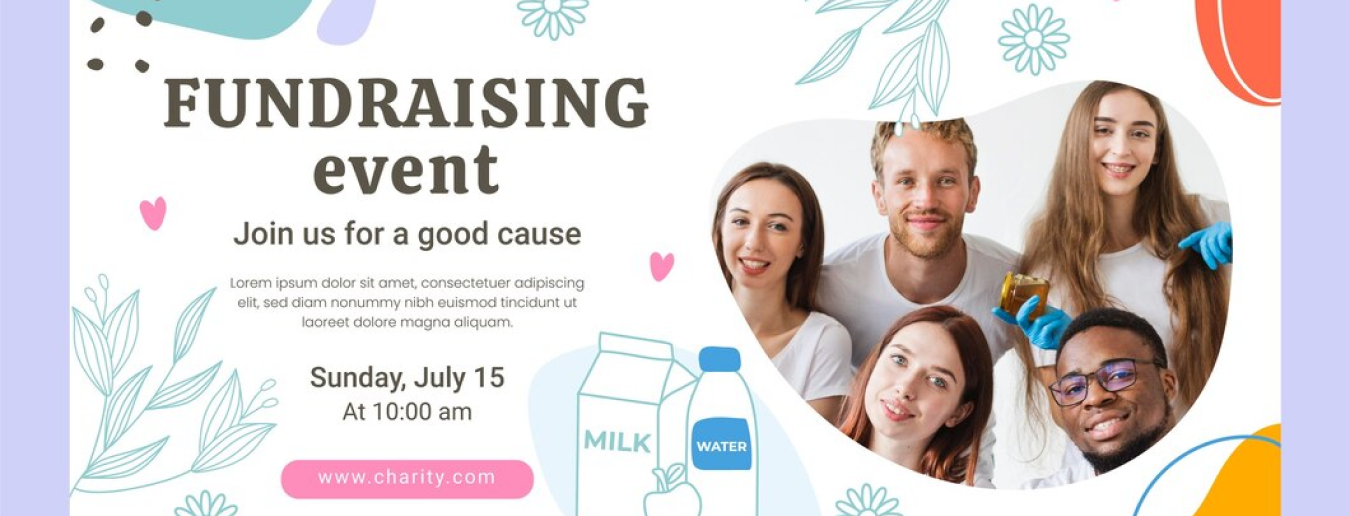 FUNDRAISING
event
Join us for a good cause
Lorem ipsum dolor sit amet, consectetuer adipiscing
elit, sed diam nonummy nibh euismod tincidunt ut
laoreet dolore magna aliquam.
Sunday, July 15
At 10:00 am
www.charity.com
MILK
WATER